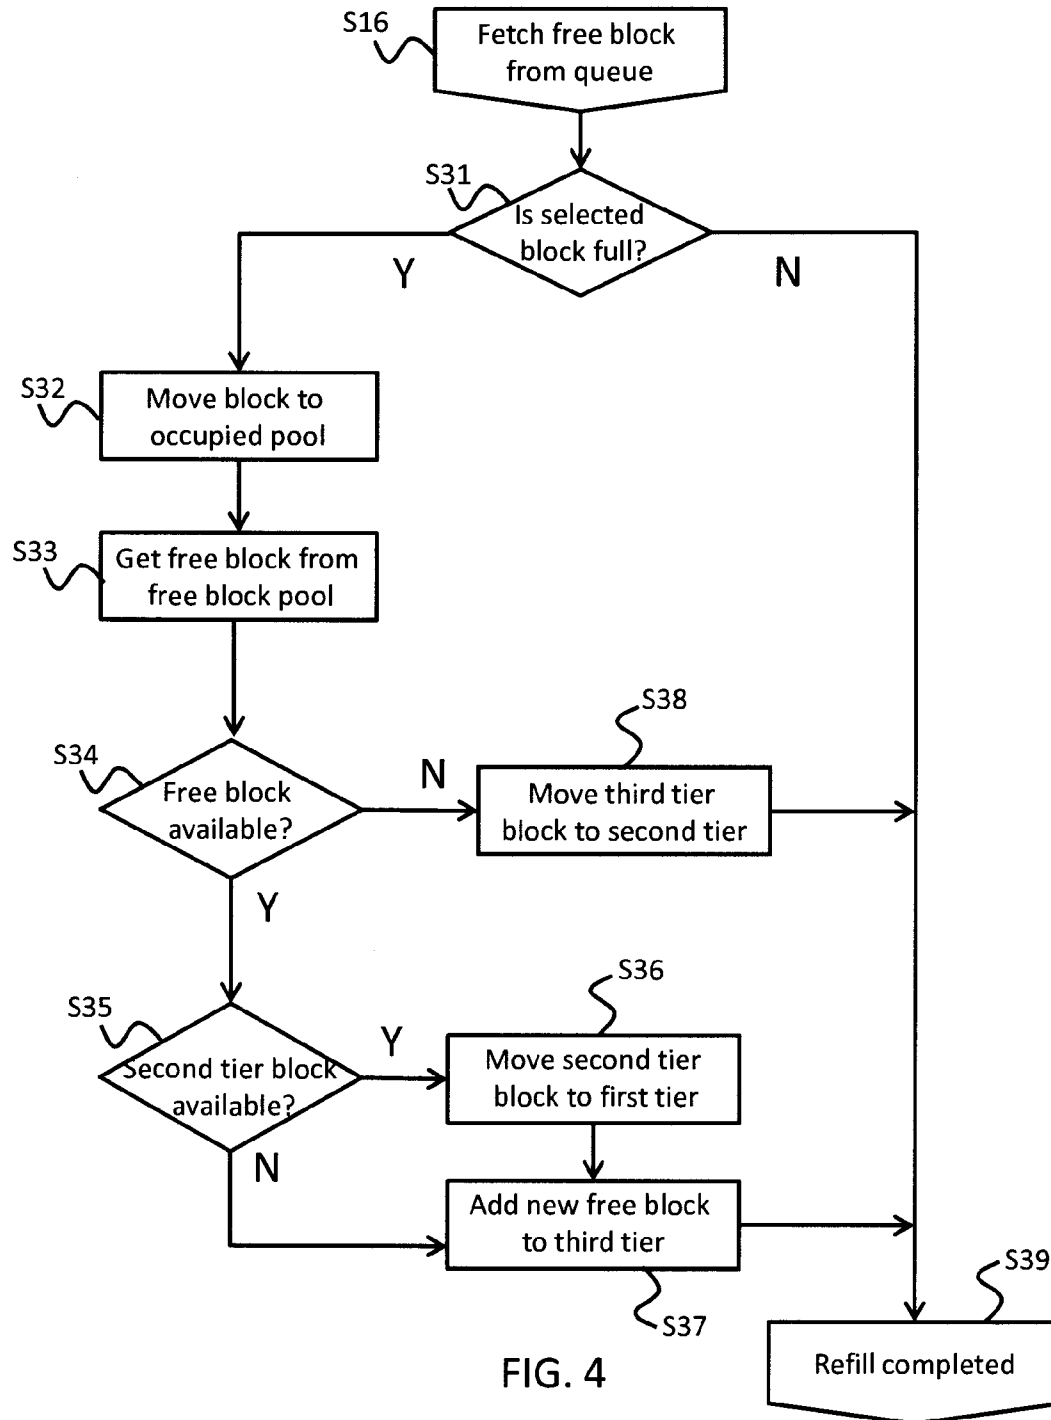 S16
Fetch free block
from queue
S31
Is selected
block full?
Y
N
S32
Move block to
occupied pool
S33
Get free block from
free block pool
S38
S34
Free block
available?
N
Move third tier
block to second tier
Y
S36
S35
Second tier block
available?
Y
Move second tier
block to first tier
N
Add new free block
to third tier
S39
S37
Refill completed
FIG. 4